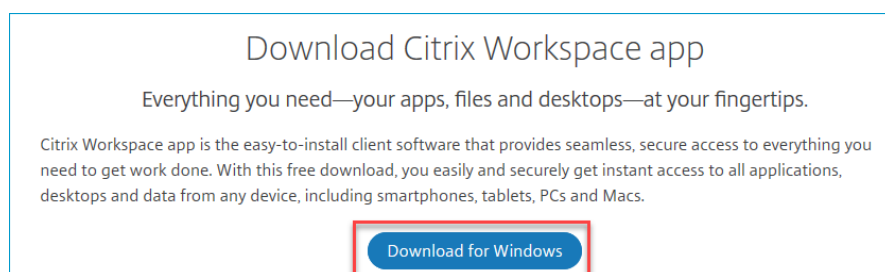 Download Citrix Workspace app
Everything you need—your apps, files and desktops—at your fingertips.
Citrix Workspace app is the easy-to-install client software that provides seamless, secure access to everything you
need to get work done. With this free download, you easily and securely get instant access to all applications,
desktops and data from any device, including smartphones, tablets, PCs and Macs.
Download for Windows